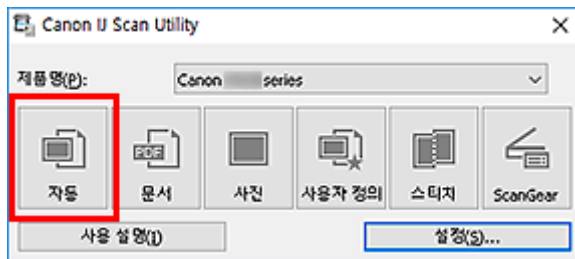 Canon IJ Scan Utility
제품명(P):
Canon series
PDF
자동 문서 사진 사용자 정의 스티치 ScanGear
사용 설명(I) 설정(S)...